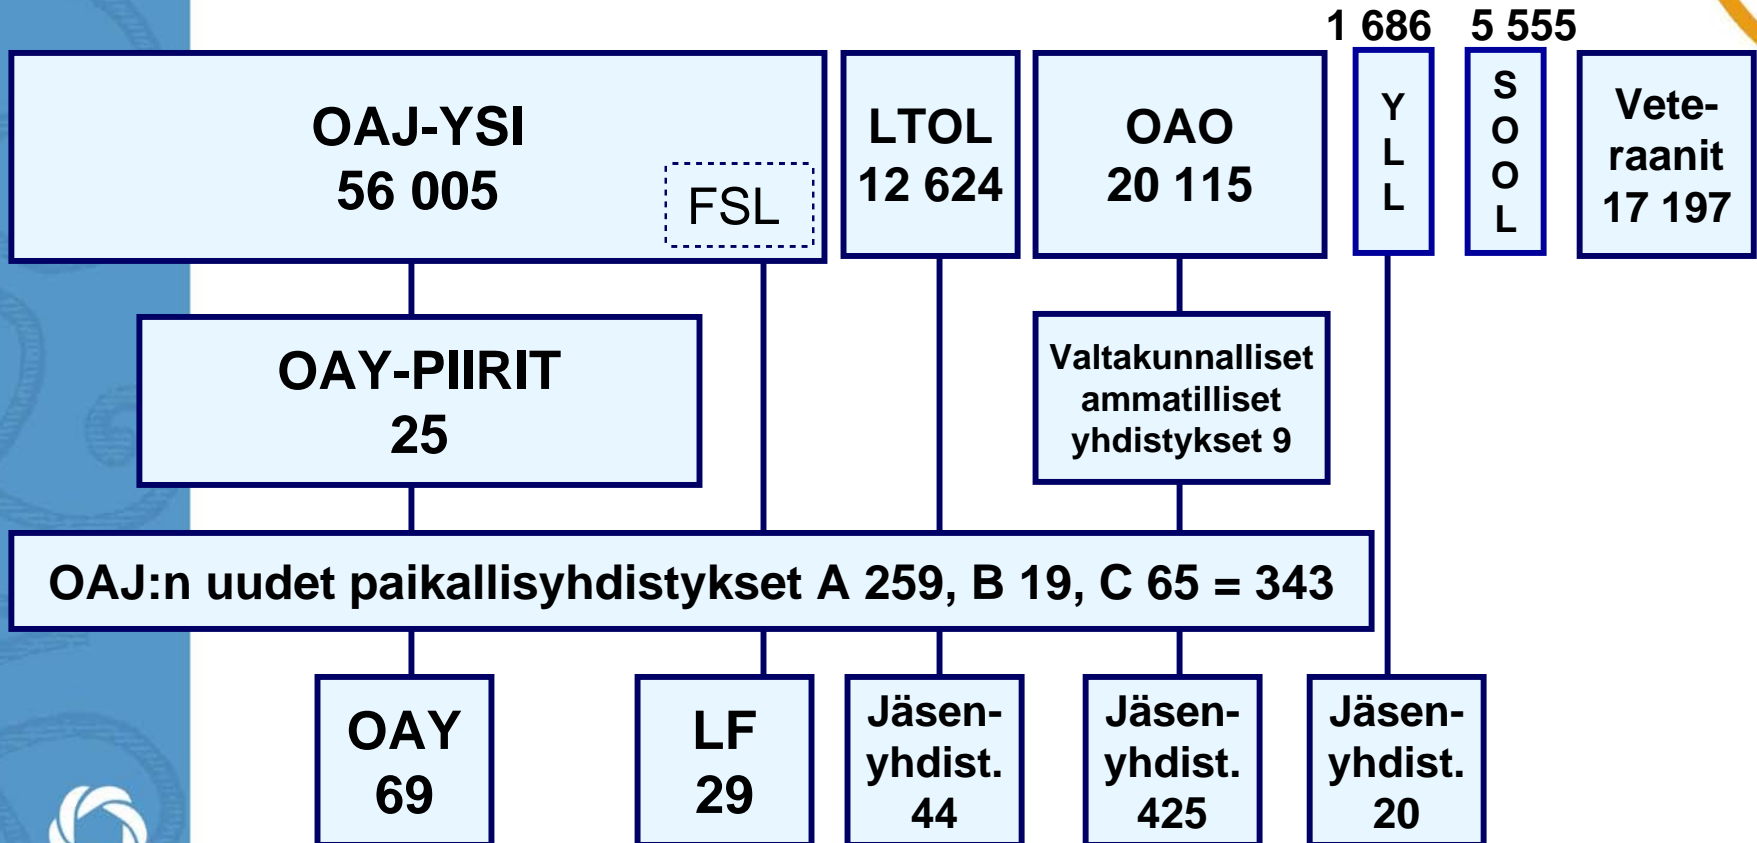 1 686
5 555
OAJ-YSI
56 005
FSL
LTOL
12 624
OAO
20 115
Y
L
L
S
O
O
L
Vete-
raanit
17 197
OAY-PIIRIT
25
Valtakunnalliset
ammatilliset
yhdistykset 9
OAJ:n uudet paikallisyhdistykset A 259, B 19, C 65 = 343
OAY
69
LF
29
Jäsen-
yhdist.
44
Jäsen-
yhdist.
425
Jäsen-
yhdist.
20